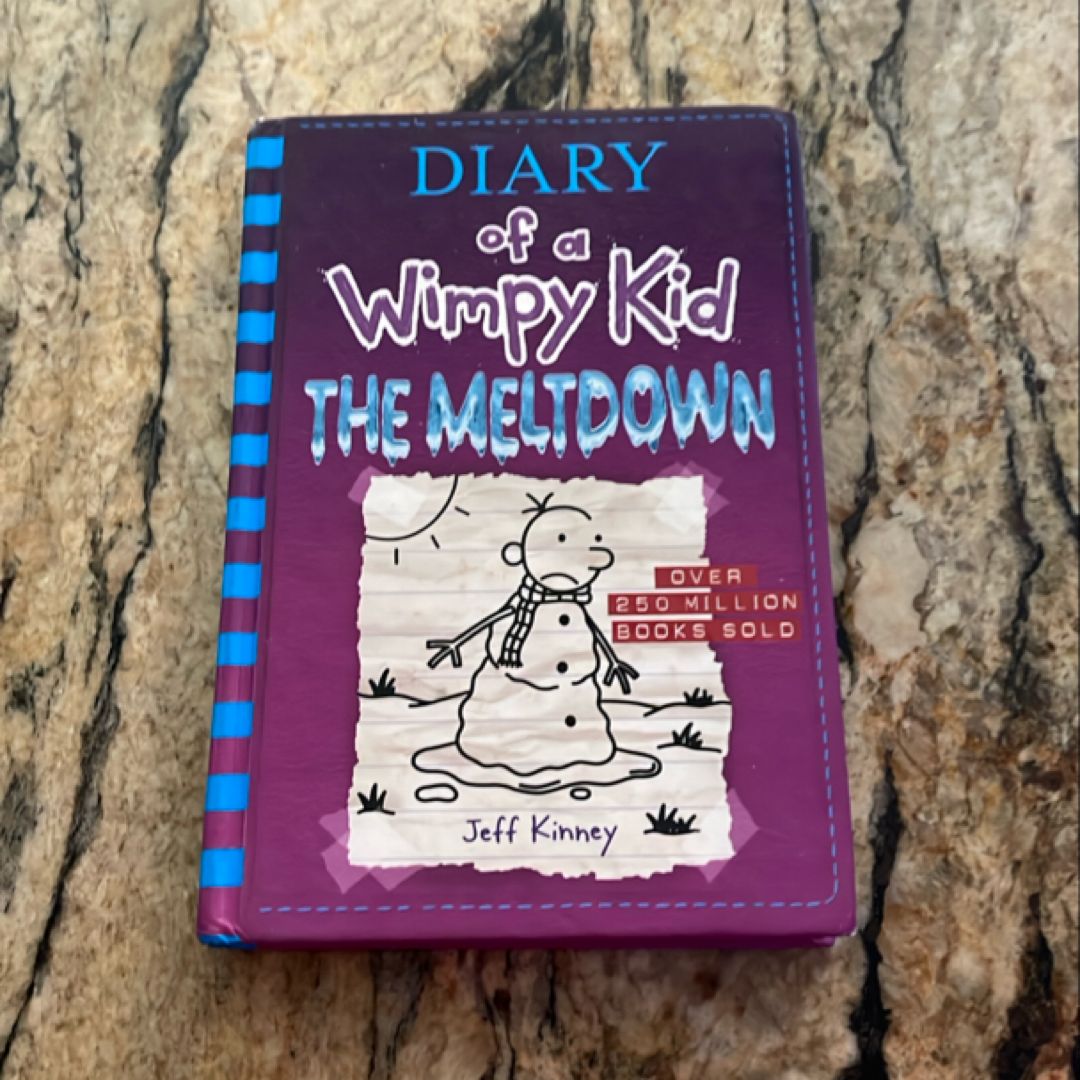 DIARY
of a
Wimpy Kid
THE MELTDOWN
OVER
250 MILLION
BOOKS SOLD
Jeff Kinney